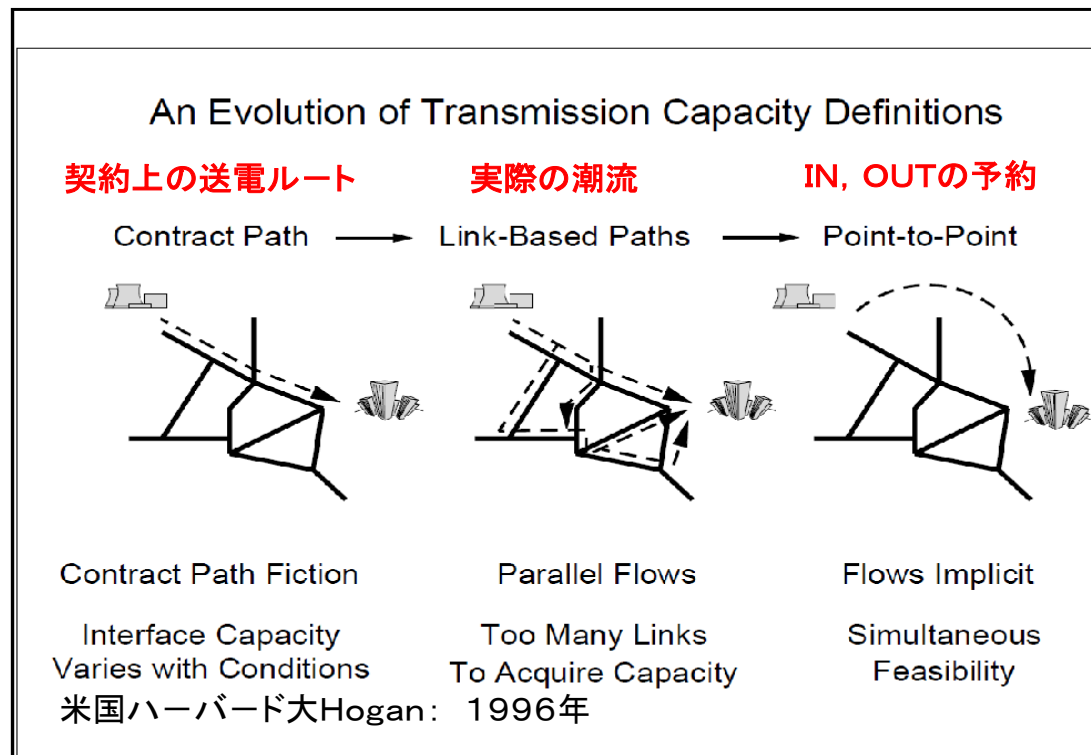 An Evolution of Transmission Capacity Definitions
契約上の送電ルート
実際の潮流
IN, OUTの予約
Contract Path
Link-Based Paths
Point-to-Point
Contract Path Fiction
Parallel Flows
Flows Implicit
Interface Capacity
Varies with Conditions
Too Many Links
To Acquire Capacity
Simultaneous
Feasibility
米国ハーバード大Hogan: 1996年